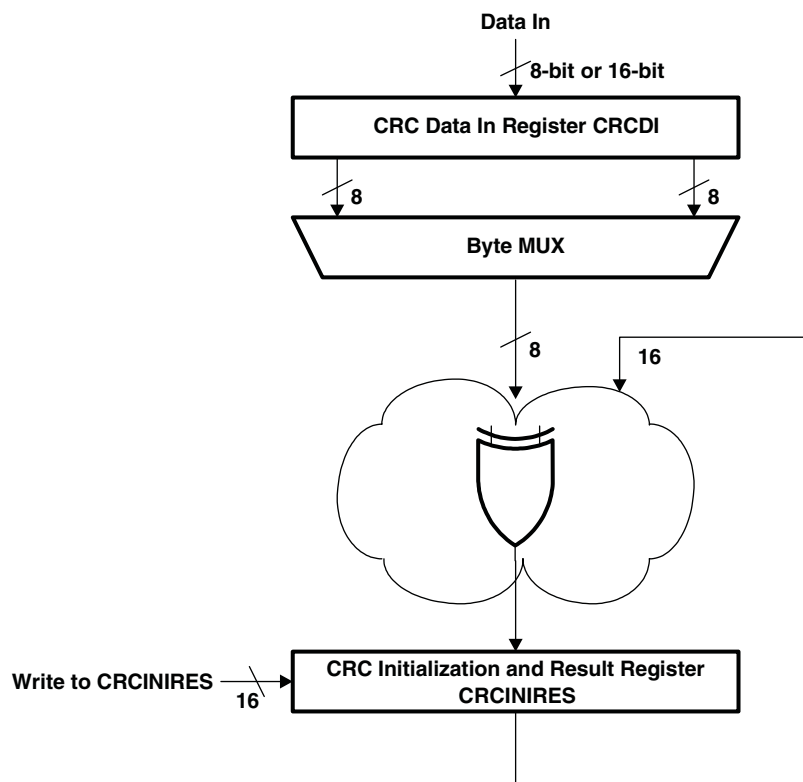 Data In
8-bit or 16-bit
CRC Data In Register CRCDI
8
8
Byte MUX
8
16
CRC Initialization and Result Register
CRCINIRES
Write to CRCINIRES
16